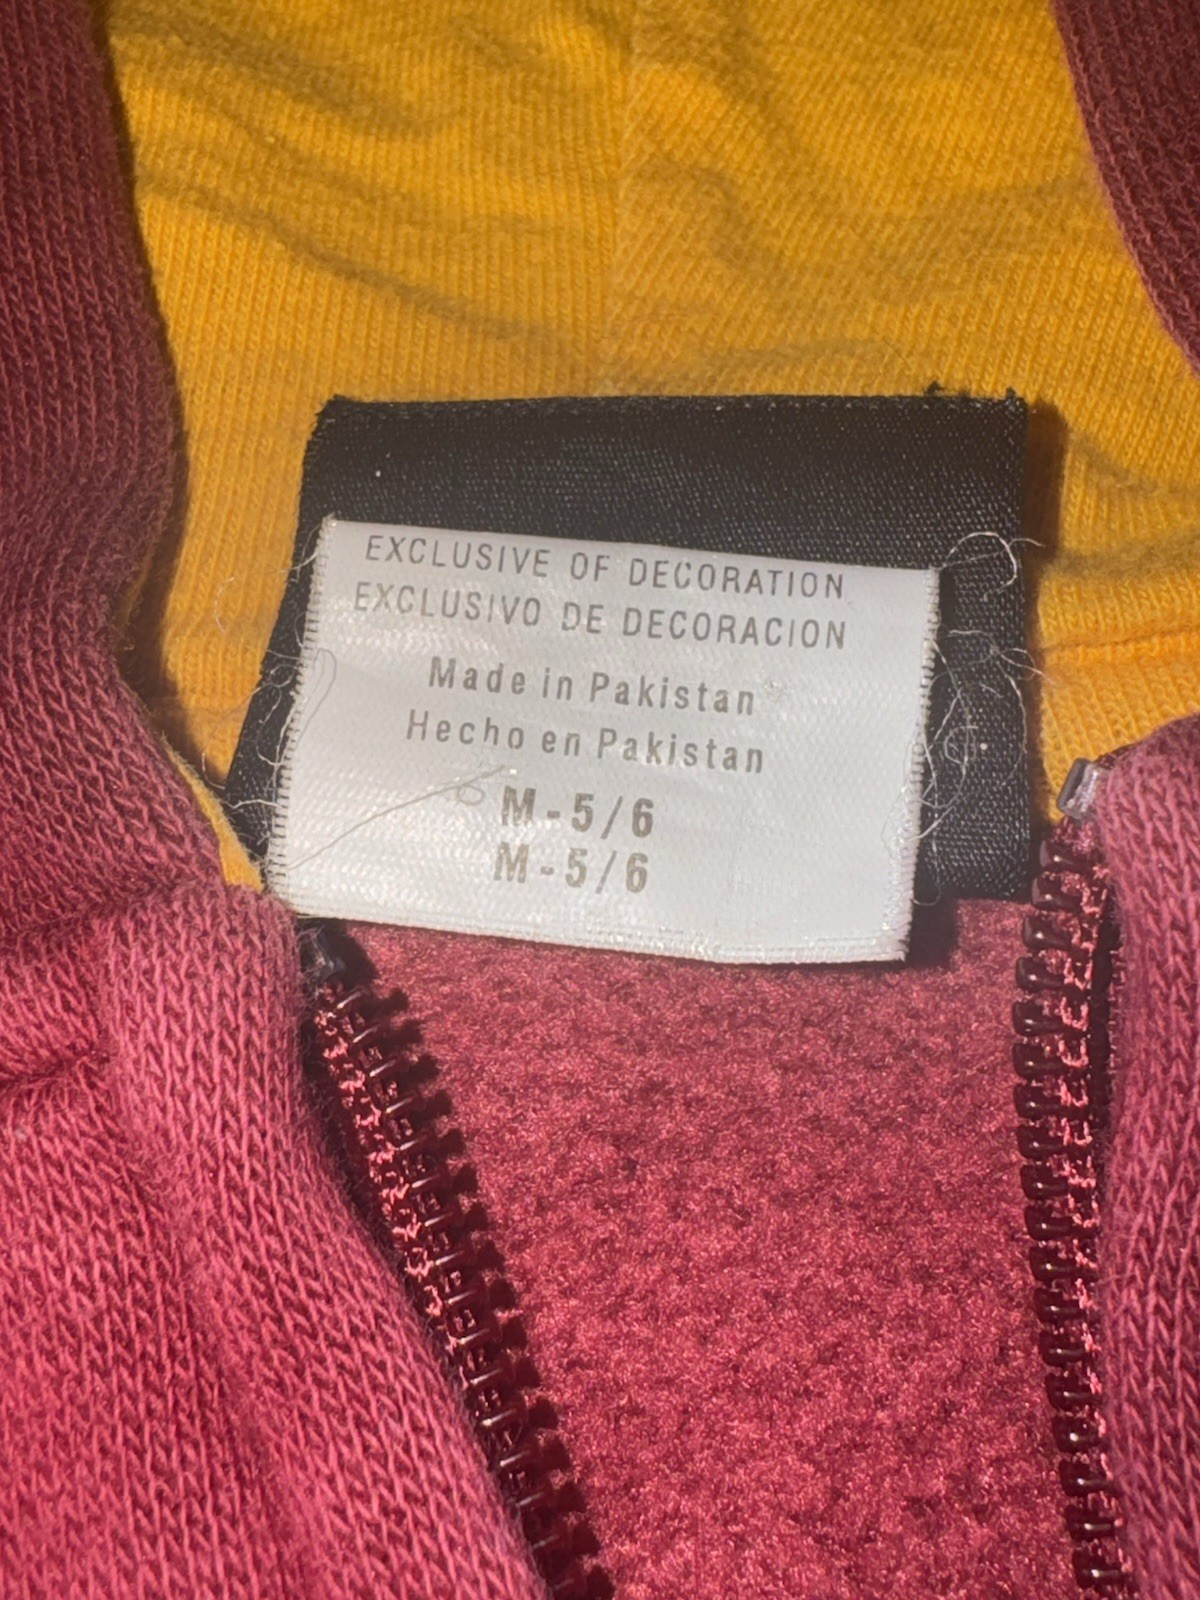 EXCLUSIVE OF DECORATION
EXCLUSIVO DE DECORACION
Made in Pakistan
Hecho en Pakistan
M - 5 / 6
M - 5 / 6